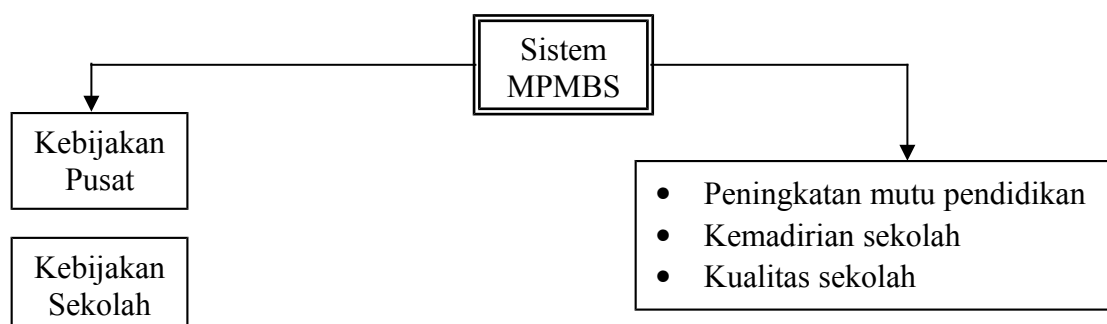 Sistem
MPMBS
Kebijakan
Pusat
• Peningkatan mutu pendidikan
• Kemadirian sekolah
• Kualitas sekolah
Kebijakan
Sekolah